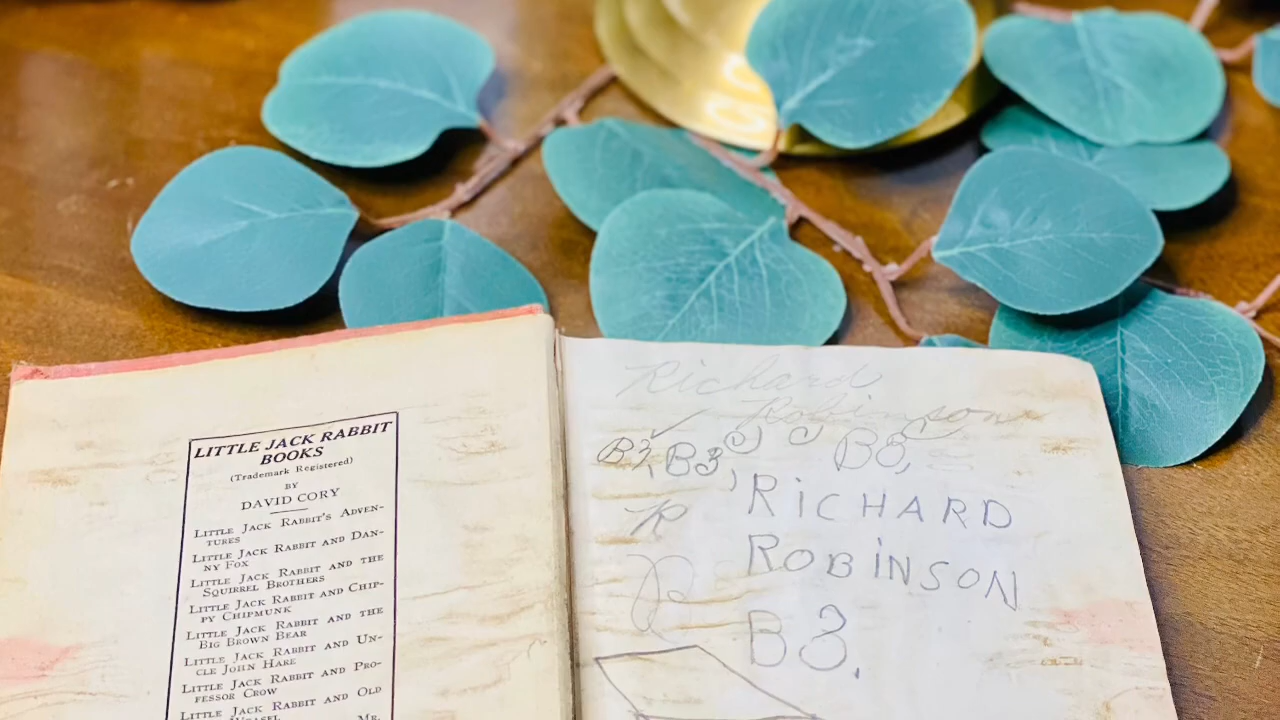 LITTLE JACK RABBIT
BOOKS
(Trademark Registered)
BY
DAVID CORY
LITTLE JACK RABBIT'S ADVEN-
TURES
LITTLE JACK RABBIT AND DAN-
NY FOX
LITTLE JACK RABBIT AND THE
SQUIRREL BROTHERS
LITTLE JACK RABBIT AND CHIP-
PY CHIPMUNK
LITTLE JACK RABBIT AND THE
BIG BROWN BEAR
LITTLE JACK RABBIT AND UN-
CLE JOHN HARE
LITTLE JACK RABBIT AND PRO-
FESSOR CROW
LITTLE JACK RABBIT AND OLD
MR.
Richard
Robinson
B3, B3,
B8,
R
RiCHARD
ROBiNSON
B3.